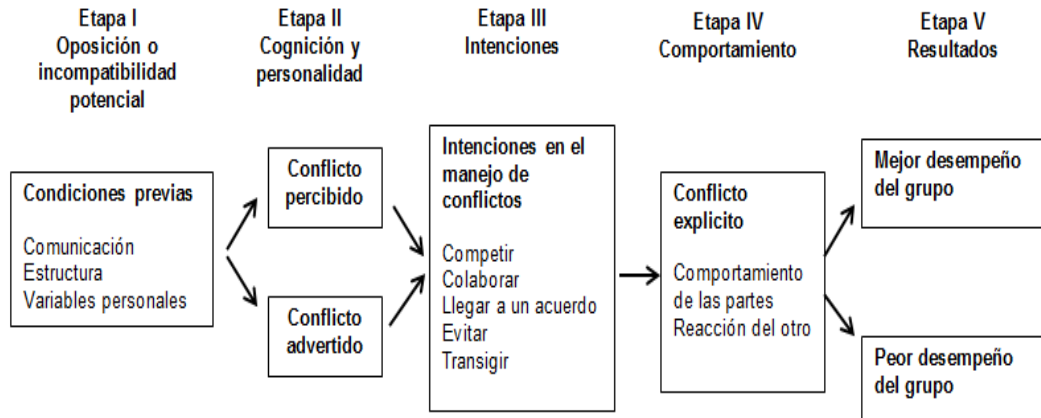 Etapa I
Oposición o
incompatibilidad
potencial
Etapa II
Cognición y
personalidad
Etapa III
Intenciones
Etapa IV
Comportamiento
Etapa V
Resultados
Condiciones previas
Comunicación
Estructura
Variables personales
Conflicto
percibido
Conflicto
advertido
Intenciones en el
manejo de
conflictos
Competir
Colaborar
Llegar a un acuerdo
Evitar
Transigir
Conflicto
explicito
Comportamiento
de las partes
Reacción del otro
Mejor desempeño
del grupo
Peor desempeño
del grupo